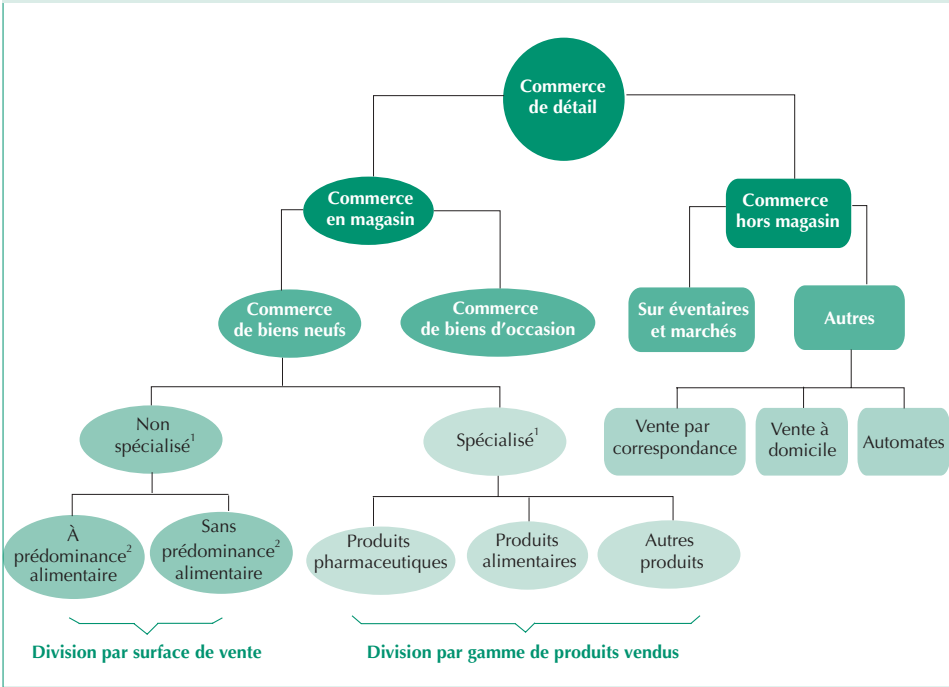 Commerce
de détail
Commerce
en magasin
Commerce
hors magasin
Commerce
de biens neufs
Commerce
de biens d'occasion
Sur éventaires
et marchés
Autres
Non
spécialisé¹
Spécialisé¹
Vente par
correspondance
Vente à
domicile
Automates
À
prédominance²
alimentaire
Sans
prédominance²
alimentaire
Produits
pharmaceutiques
Produits
alimentaires
Autres
produits
Division par surface de vente
Division par gamme de produits vendus